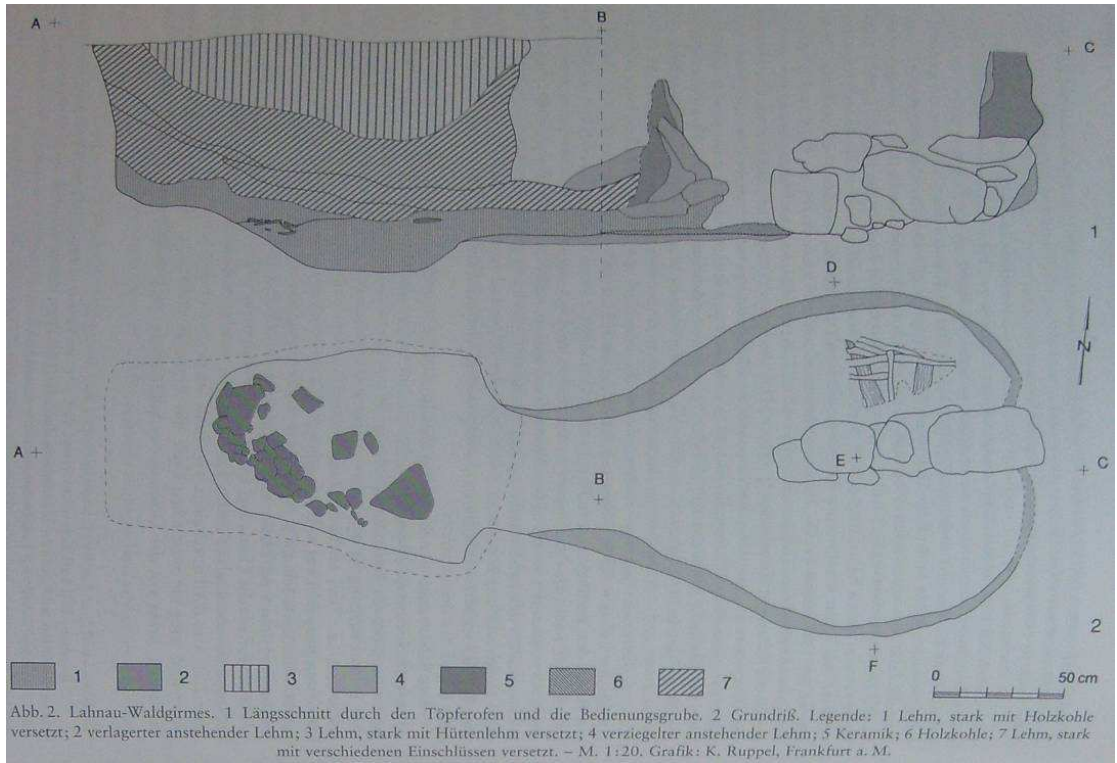 A
B
C
1
D
N
A
B
E
C
2
F
1 2 3 4 5 6 7
0 50 cm
Abb. 2. Lahnau-Waldgirmes. 1 Längsschnitt durch den Töpferofen und die Bedienungsgrube. 2 Grundriß. Legende: 1 Lehm, stark mit Holzkohle
versetzt; 2 verlagerter anstehender Lehm; 3 Lehm, stark mit Hüttenlehm versetzt; 4 verziegelter anstehender Lehm; 5 Keramik; 6 Holzkohle; 7 Lehm, stark
mit verschiedenen Einschlüssen versetzt. – M. 1:20. Grafik: K. Ruppel, Frankfurt a. M.